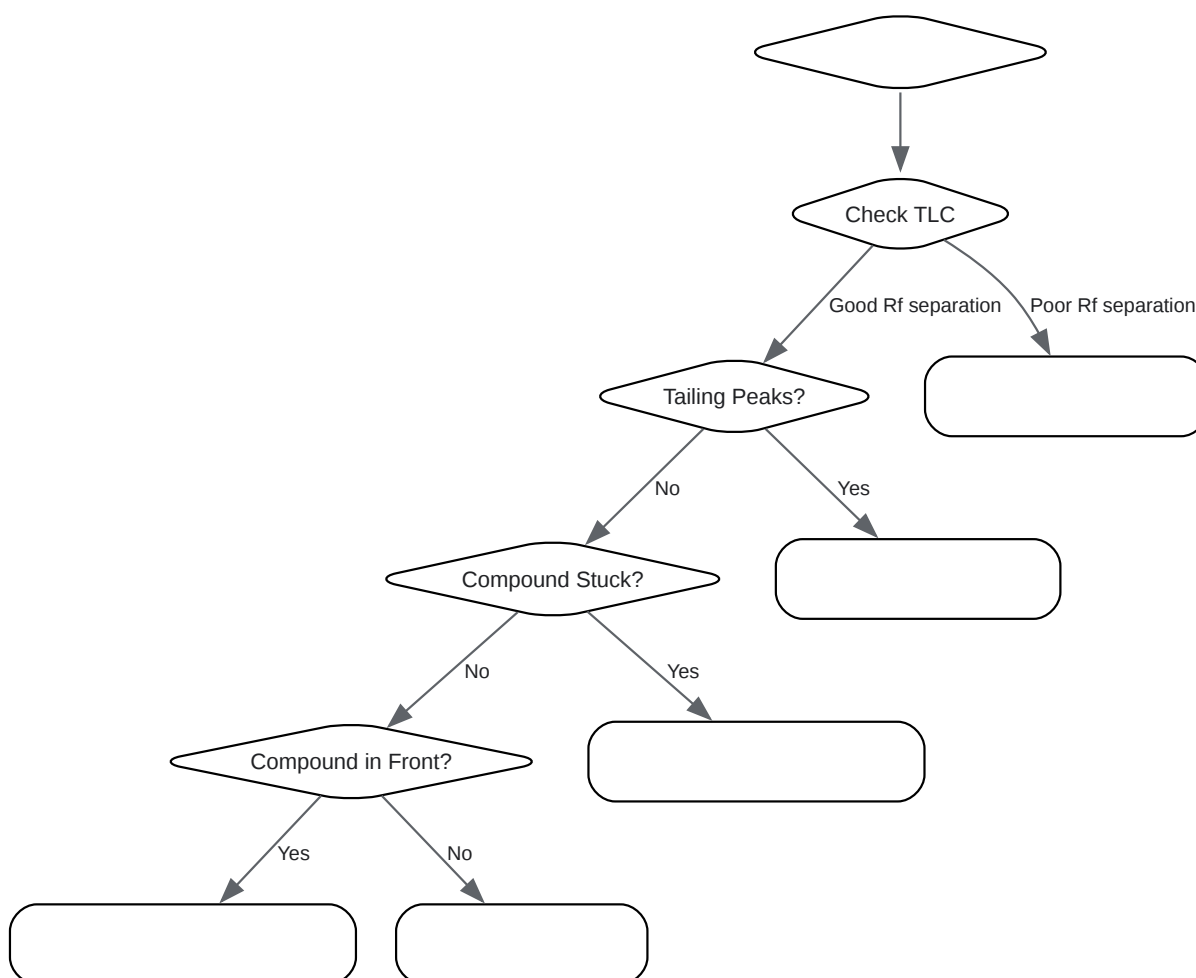 Check TLC
Good Rf separation
Poor Rf separation
Tailing Peaks?
No
Yes
Compound Stuck?
No
Yes
Compound in Front?
Yes
No